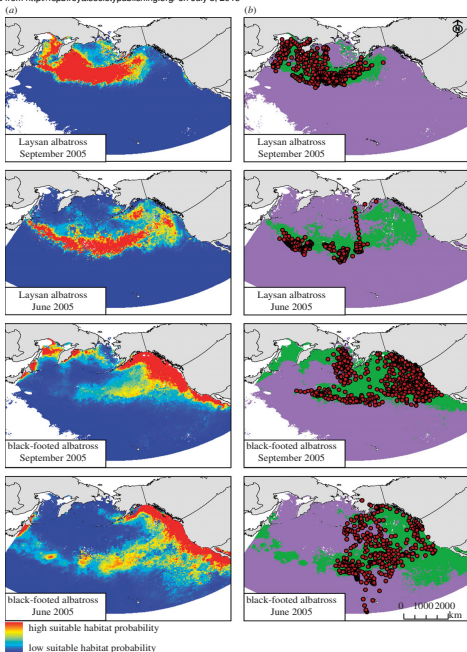 (a)
(b)
N
Laysan albatross
September 2005
Laysan albatross
September 2005
Laysan albatross
June 2005
Laysan albatross
June 2005
black-footed albatross
September 2005
black-footed albatross
September 2005
black-footed albatross
June 2005
black-footed albatross
June 2005
0 1000 2000
km
high suitable habitat probability
low suitable habitat probability